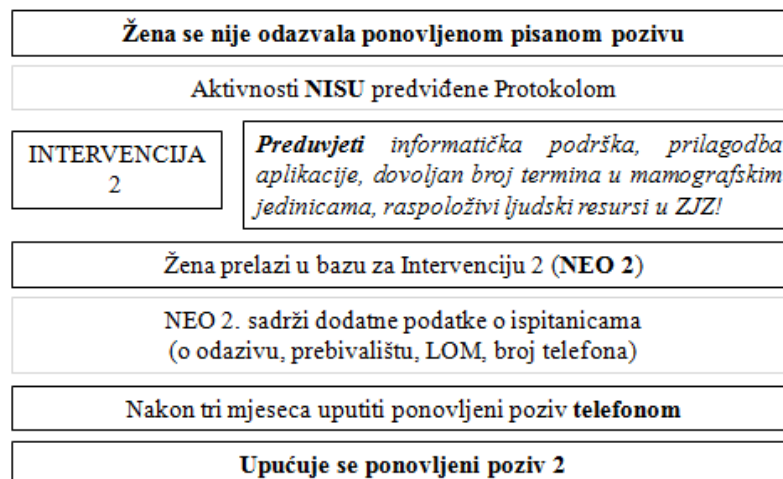 Žena se nije odazvala ponovljenom pisanom pozivu
Aktivnosti NISU predviđene Protokolom
INTERVENCIJA
2
Preduvjeti informatička podrška, prilagodba
aplikacije, dovoljan broj termina u mamografskim
jedinicama, raspoloživi ljudski resursi u ZJZ!
Žena prelazi u bazu za Intervenciju 2 (NEO 2)
NEO 2. sadrži dodatne podatke o ispitanicama
(o odazivu, prebivalištu, LOM, broj telefona)
Nakon tri mjeseca uputiti ponovljeni poziv telefonom
Upućuje se ponovljeni poziv 2